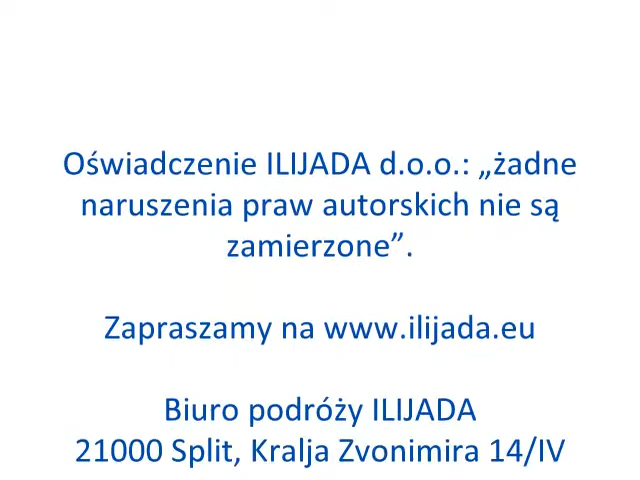 Oświadczenie ILIJADA d.o.o.: „żadne
naruszenia praw autorskich nie są
zamierzone”.
Zapraszamy na www.ilijada.eu
Biuro podróży ILIJADA
21000 Split, Kralja Zvonimira 14/IV